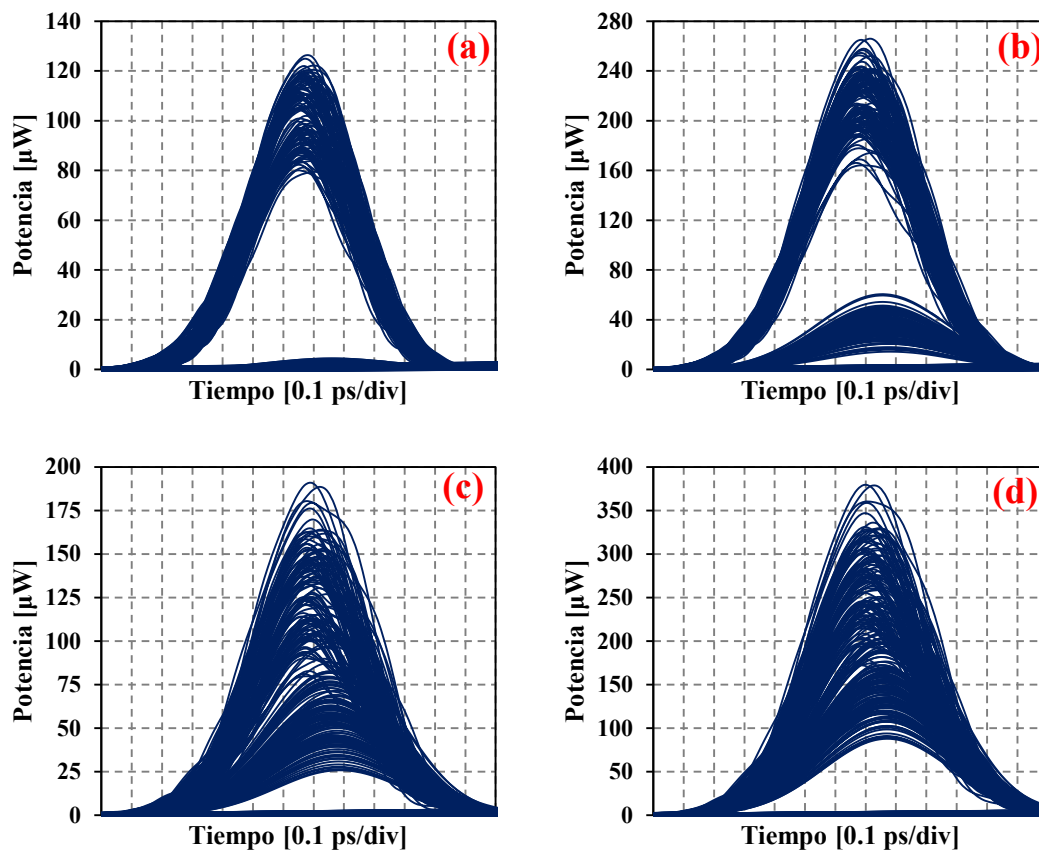 (a)
Potencia [µW]
140
120
100
80
60
40
20
0
Tiempo [0.1 ps/div]
(b)
Potencia [µW]
280
240
200
160
120
80
40
0
Tiempo [0.1 ps/div]
(c)
Potencia [µW]
200
175
150
125
100
75
50
25
0
Tiempo [0.1 ps/div]
(d)
Potencia [µW]
400
350
300
250
200
150
100
50
0
Tiempo [0.1 ps/div]